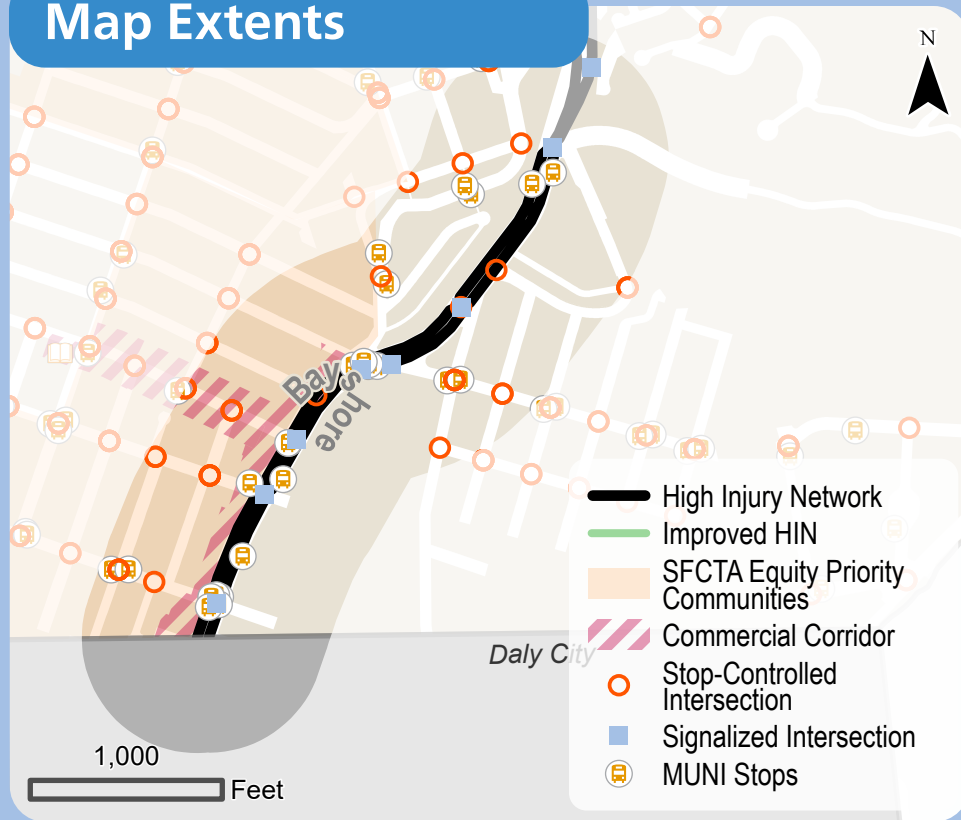 Map Extents
N
Bayshore
High Injury Network
Improved HIN
SFCTA Equity Priority
Communities
Commercial Corridor
Daly City
Stop-Controlled
Intersection
Signalized Intersection
MUNI Stops
1,000
Feet